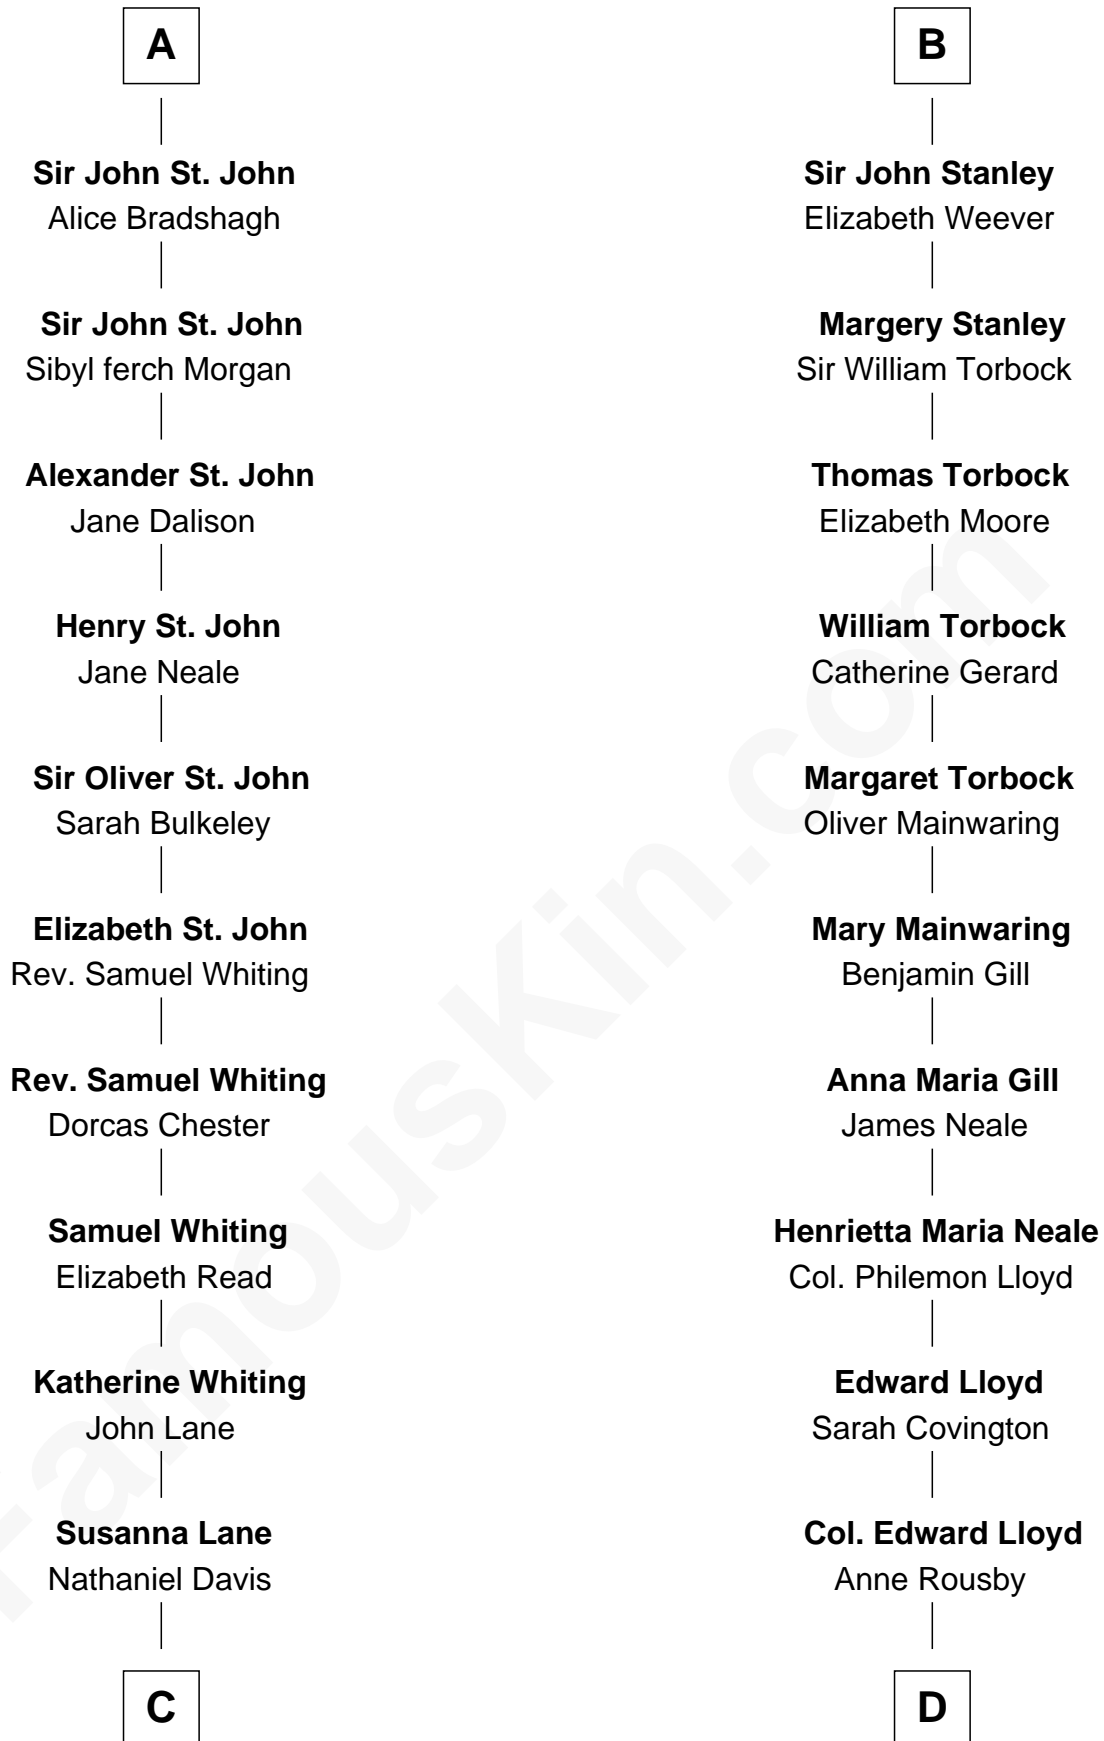 A
Sir John St. John
Alice Bradshagh
Sir John St. John
Sibyl ferch Morgan
Alexander St. John
Jane Dalison
Henry St. John
Jane Neale
Sir Oliver St. John
Sarah Bulkeley
Elizabeth St. John
Rev. Samuel Whiting
Rev. Samuel Whiting
Dorcas Chester
Samuel Whiting
Elizabeth Read
Katherine Whiting
John Lane
Susanna Lane
Nathaniel Davis
C
B
Sir John Stanley
Elizabeth Weever
Margery Stanley
Sir William Torbock
Thomas Torbock
Elizabeth Moore
William Torbock
Catherine Gerard
Margaret Torbock
Oliver Mainwaring
Mary Mainwaring
Benjamin Gill
Anna Maria Gill
James Neale
Henrietta Maria Neale
Col. Philemon Lloyd
Edward Lloyd
Sarah Covington
Col. Edward Lloyd
Anne Rousby
D
FamousKin.com